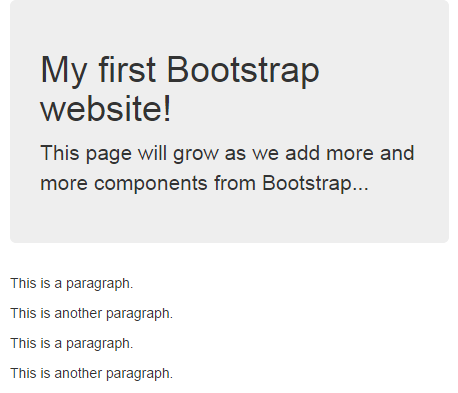 My first Bootstrap
website!
This page will grow as we add more and
more components from Bootstrap...
This is a paragraph.
This is another paragraph.
This is a paragraph.
This is another paragraph.